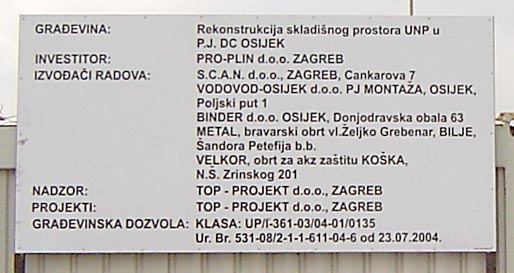 GRAĐEVINA: Rekonstrukcija skladišnog prostora UNP u
P.J. DC OSIJEK
INVESTITOR: PRO-PLIN d.o.o. ZAGREB
IZVOĐAČI RADOVA: S.C.A.N. d.o.o., ZAGREB, Cankarova 7
VODOVOD-OSIJEK d.o.o. PJ MONTAŽA, OSIJEK,
Poljski put 1
BINDER d.o.o. OSIJEK, Donjodravska obala 63
METAL, bravarski obrt vl.Željko Grebenar, BILJE,
Šandora Petefija b.b.
VELKOR, obrt za akz zaštitu KOŠKA,
N.Š. Zrinskog 201
NADZOR: TOP - PROJEKT d.o.o., ZAGREB
PROJEKTI: TOP - PROJEKT d.o.o., ZAGREB
GRAĐEVINSKA DOZVOLA: KLASA: UP/I-361-03/04-01/0135
Ur. Br. 531-08/2-1-1-611-04-6 od 23.07.2004.